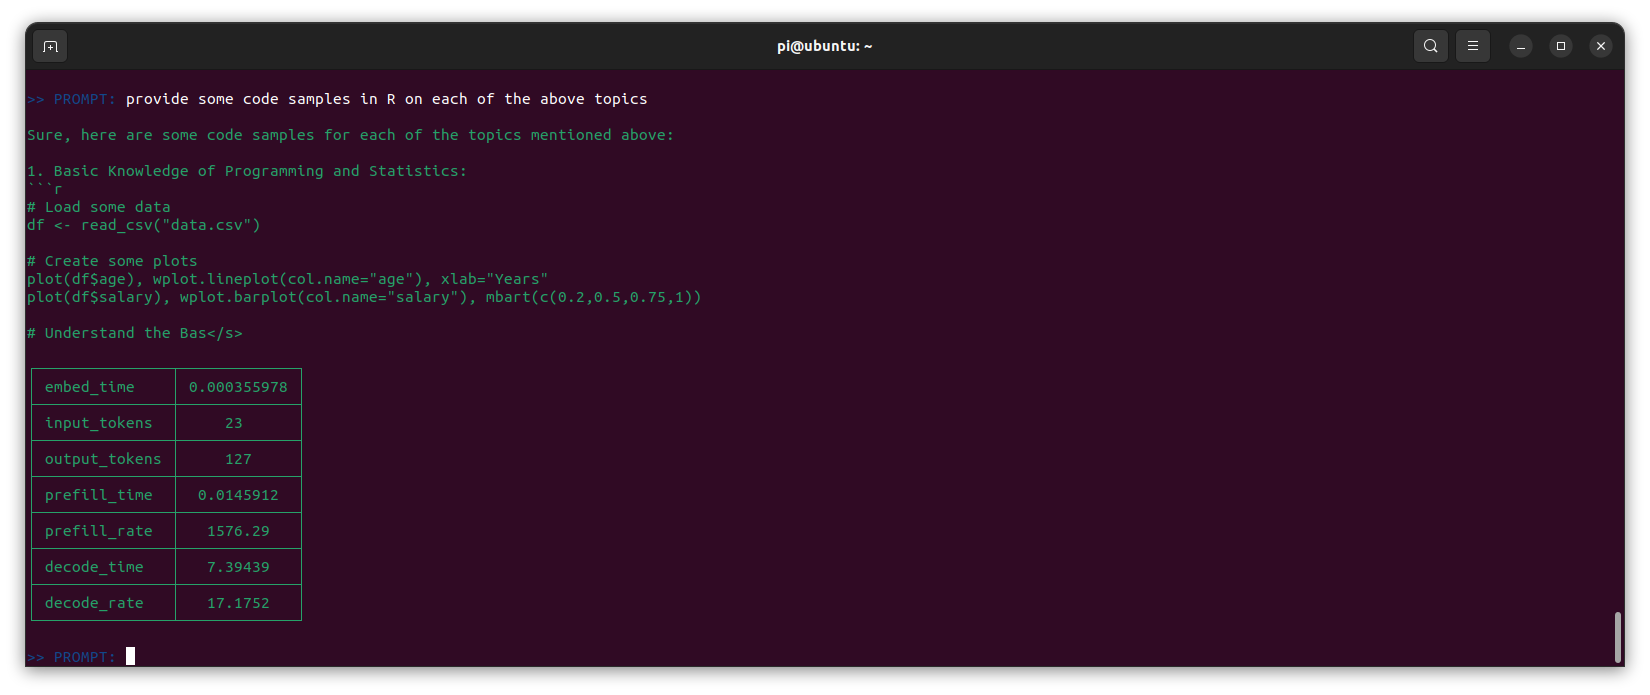 pi@ubuntu: ~
>> PROMPT: provide some code samples in R on each of the above topics
Sure, here are some code samples for each of the topics mentioned above:
1. Basic Knowledge of Programming and Statistics:
```r
# Load some data
df <- read_csv("data.csv")
# Create some plots
plot(df$age), wplot.lineplot(col.name="age"), xlab="Years"
plot(df$salary), wplot.barplot(col.name="salary"), mbart(c(0.2,0.5,0.75,1))
# Understand the Bas</s>
embed_time 0.000355978
input_tokens 23
output_tokens 127
prefill_time 0.0145912
prefill_rate 1576.29
decode_time 7.39439
decode_rate 17.1752
>> PROMPT: